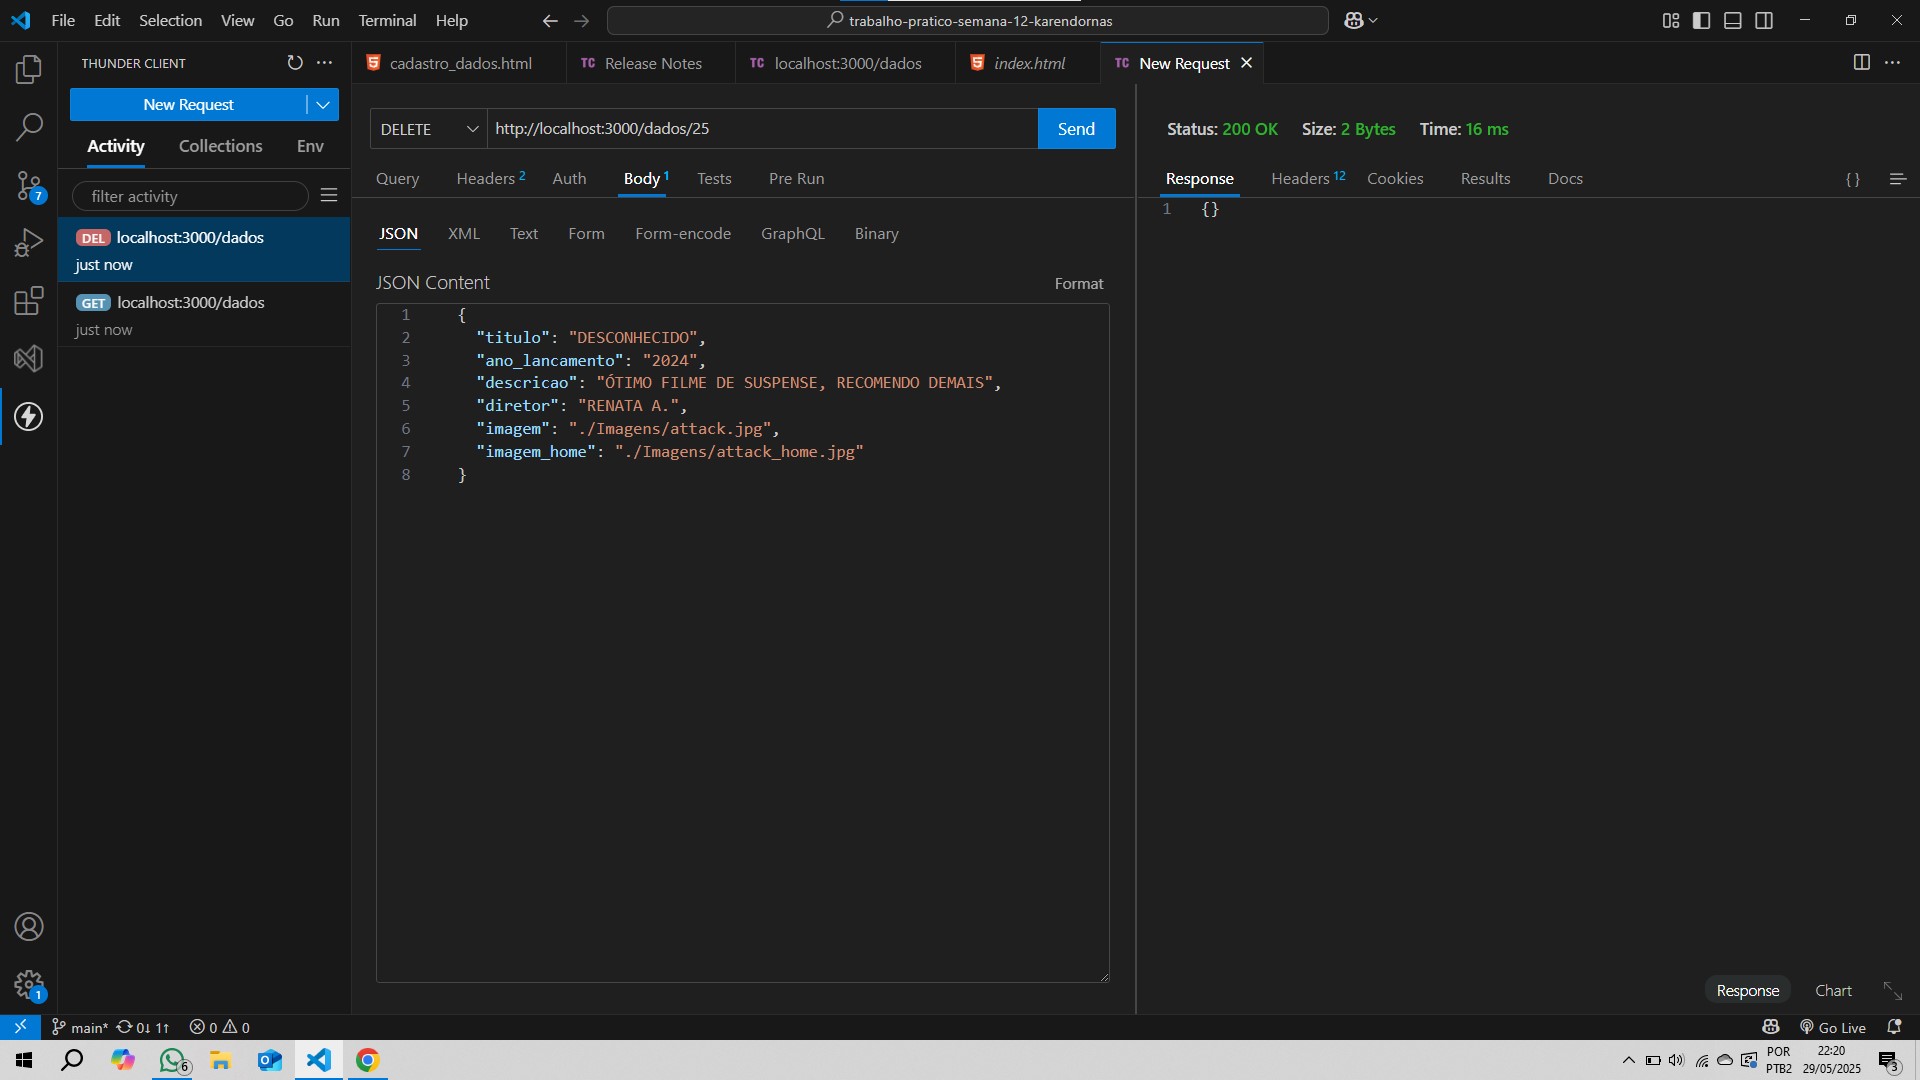 File Edit Selection View Go Run Terminal Help
trabalho-pratico-semana-12-karendornas
THUNDER CLIENT
New Request
Activity Collections Env
filter activity
DEL localhost:3000/dados
just now
GET localhost:3000/dados
just now
7
1
cadastro_dados.html
TC Release Notes
TC localhost:3000/dados
index.html
TC New Request
DELETE http://localhost:3000/dados/25 Send
Query Headers 2 Auth Body 1 Tests Pre Run
JSON XML Text Form Form-encode GraphQL Binary
JSON Content Format
1 {
2 "titulo": "DESCONHECIDO",
3 "ano_lancamento": "2024",
4 "descricao": "ÓTIMO FILME DE SUSPENSE, RECOMENDO DEMAIS",
5 "diretor": "RENATA A.",
6 "imagem": "./Imagens/attack.jpg",
7 "imagem_home": "./Imagens/attack_home.jpg"
8 }
Status: 200 OK Size: 2 Bytes Time: 16 ms
Response Headers 12 Cookies Results Docs {}
1 {}
Response Chart
main* 0↓ 1↑ 0 0
Go Live
6
POR
PTB2
22:20
29/05/2025
3